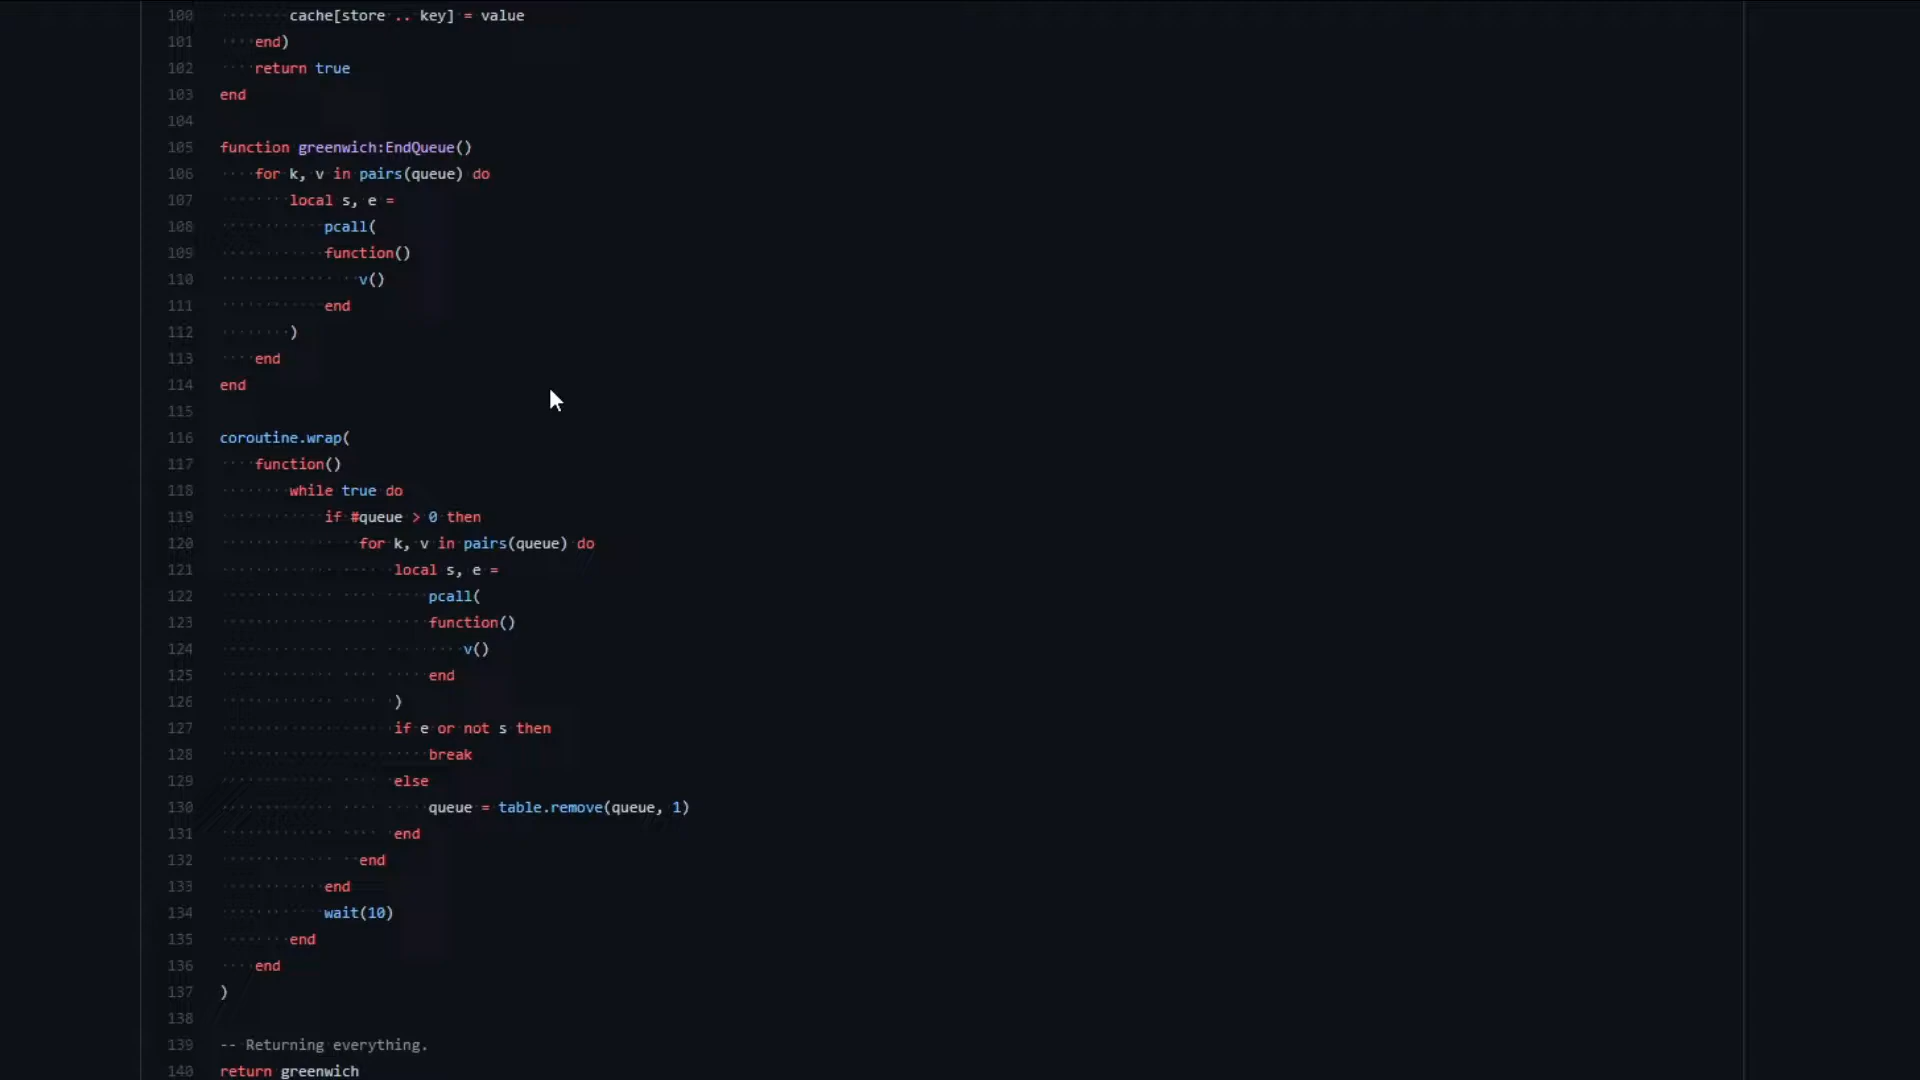 100 cache[store .. key] = value
101 end)
102 return true
103 end
104
105 function greenwich:EndQueue()
106 for k, v in pairs(queue) do
107 local s, e =
108 pcall(
109 function()
110 v()
111 end
112 )
113 end
114 end
115
116 coroutine.wrap(
117 function()
118 while true do
119 if #queue > 0 then
120 for k, v in pairs(queue) do
121 local s, e =
122 pcall(
123 function()
124 v()
125 end
126 )
127 if e or not s then
128 break
129 else
130 queue = table.remove(queue, 1)
131 end
132 end
133 end
134 wait(10)
135 end
136 end
137 )
138
139 -- Returning everything.
140 return greenwich